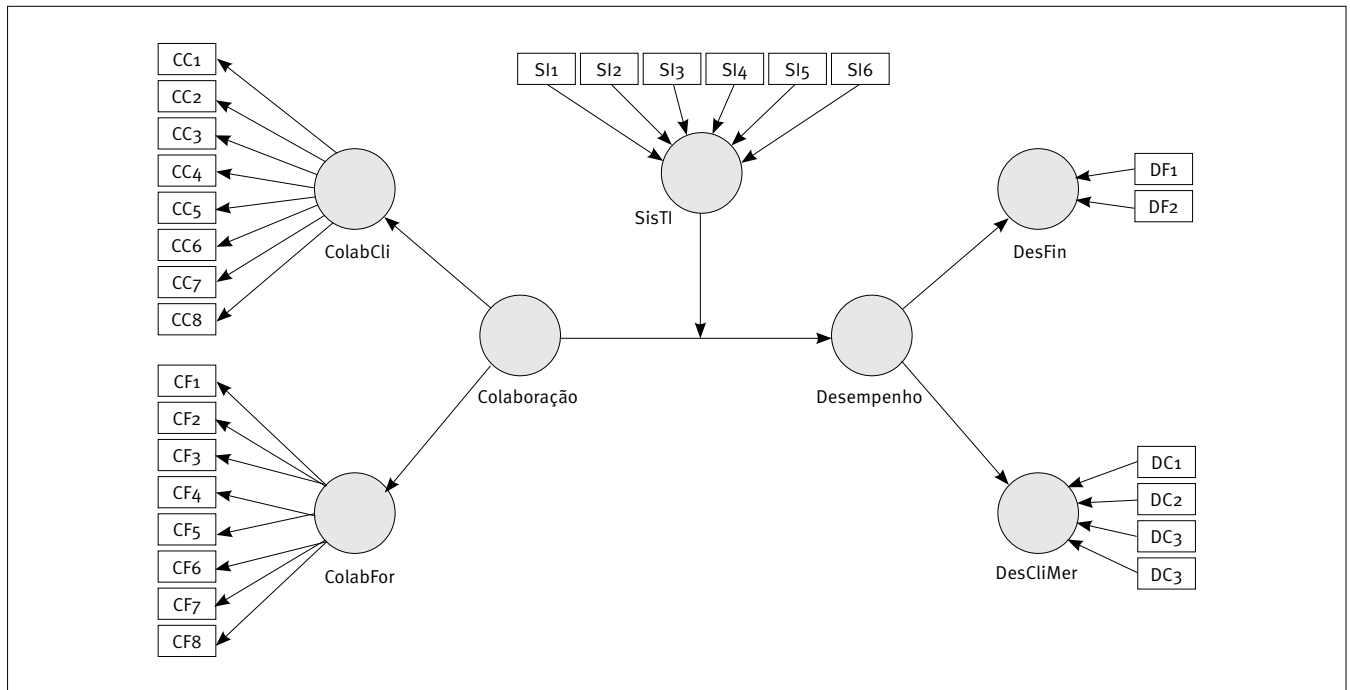 CC1
CC2
CC3
CC4
CC5
CC6
CC7
CC8
ColabCli
SI1 SI2 SI3 SI4 SI5 SI6
SisTI
DF1
DF2
DesFin
Colaboração
Desempenho
CF1
CF2
CF3
CF4
CF5
CF6
CF7
CF8
ColabFor
DC1
DC2
DC3
DC3
DesCliMer